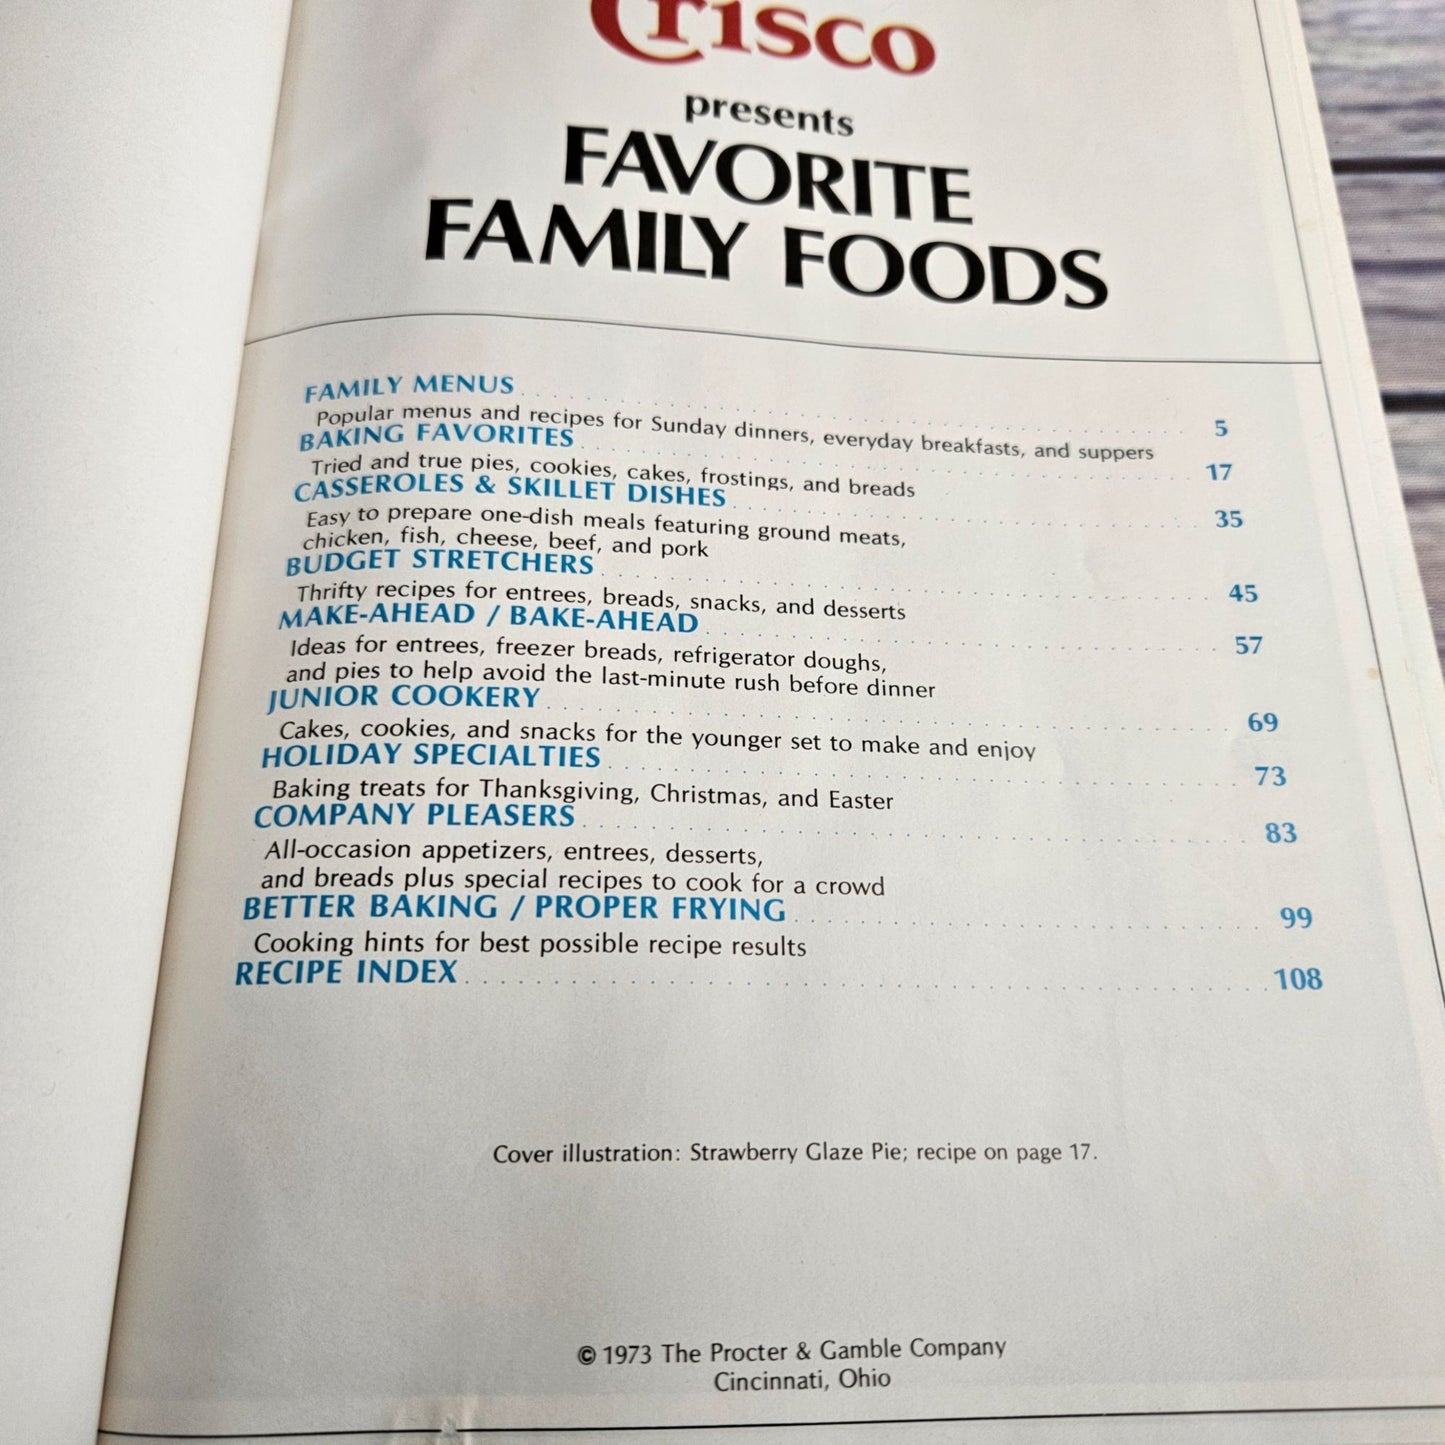 Crisco
presents
FAVORITE
FAMILY FOODS
FAMILY MENUS . . . . . 5
Popular menus and recipes for Sunday dinners, everyday breakfasts, and suppers
BAKING FAVORITES . . . . . 17
Tried and true pies, cookies, cakes, frostings, and breads
CASSEROLES & SKILLET DISHES . . . . . 35
Easy to prepare one-dish meals featuring ground meats,
chicken, fish, cheese, beef, and pork
BUDGET STRETCHERS . . . . . 45
Thrifty recipes for entrees, breads, snacks, and desserts
MAKE-AHEAD / BAKE-AHEAD . . . . . 57
Ideas for entrees, freezer breads, refrigerator doughs,
and pies to help avoid the last-minute rush before dinner
JUNIOR COOKERY . . . . . 69
Cakes, cookies, and snacks for the younger set to make and enjoy
HOLIDAY SPECIALTIES . . . . . 73
Baking treats for Thanksgiving, Christmas, and Easter
COMPANY PLEASERS . . . . . 83
All-occasion appetizers, entrees, desserts,
and breads plus special recipes to cook for a crowd
BETTER BAKING / PROPER FRYING . . . . . 99
Cooking hints for best possible recipe results
RECIPE INDEX . . . . . 108
Cover illustration: Strawberry Glaze Pie; recipe on page 17.
© 1973 The Procter & Gamble Company
Cincinnati, Ohio